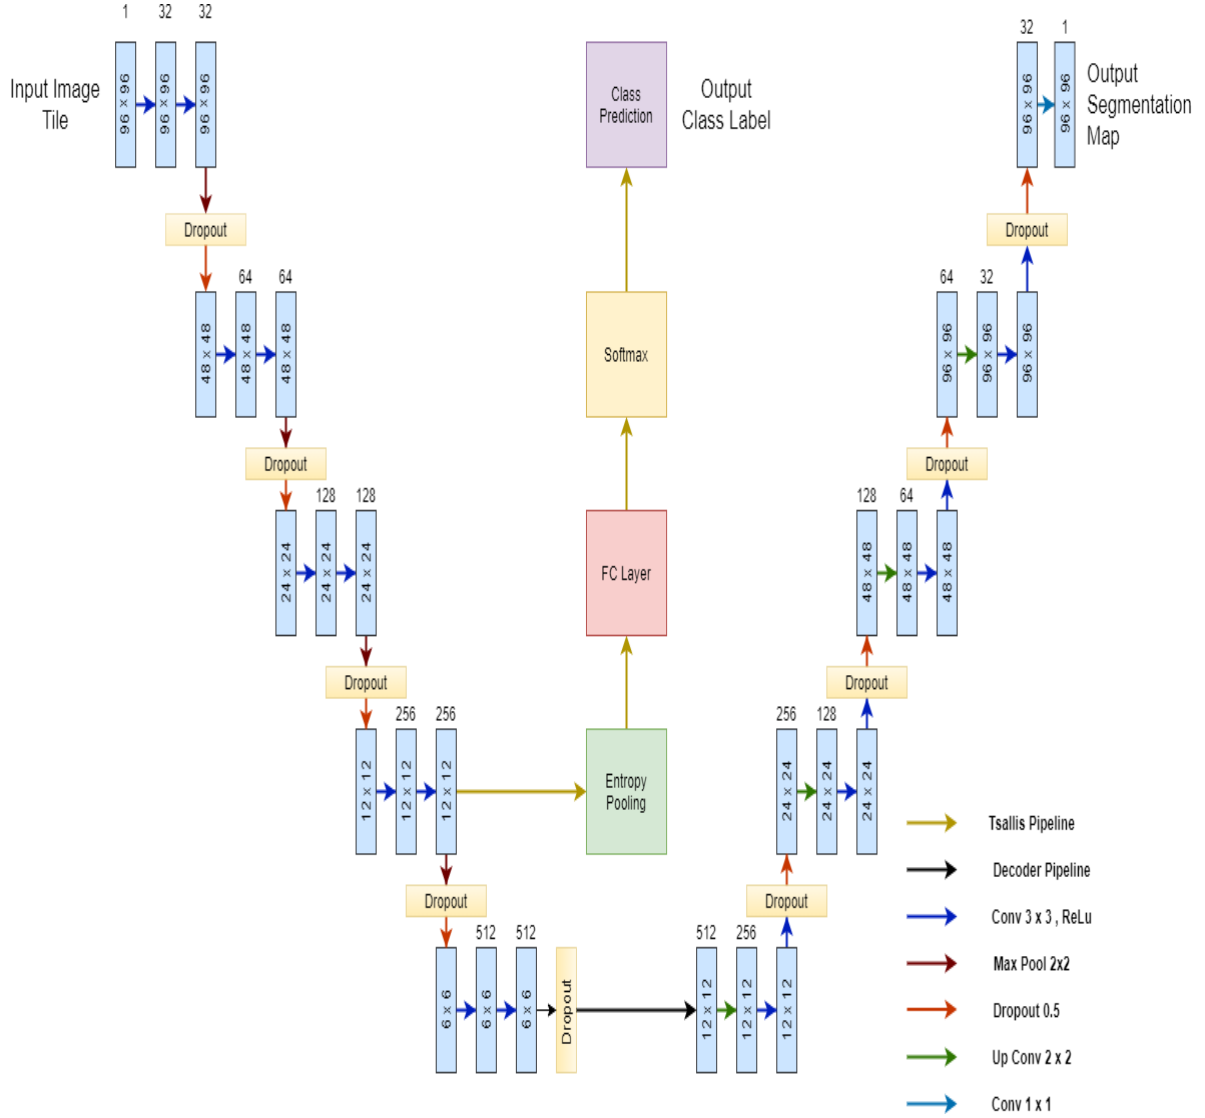 1 32 32
Input Image
Tile
96 x 96
96 x 96
96 x 96
Dropout
64 64
48 x 48
48 x 48
48 x 48
Dropout
128 128
24 x 24
24 x 24
24 x 24
Dropout
256 256
12 x 12
12 x 12
12 x 12
Dropout
512 512
6 x 6
6 x 6
6 x 6
Dropout
Class
Prediction
Output
Class Label
Softmax
FC Layer
Entropy
Pooling
32 1
96 x 96
96 x 96
Output
Segmentation
Map
Dropout
64 32
96 x 96
96 x 96
96 x 96
Dropout
128 64
48 x 48
48 x 48
48 x 48
Dropout
256 128
24 x 24
24 x 24
24 x 24
Dropout
512 256
12 x 12
12 x 12
12 x 12
Tsallis Pipeline
Decoder Pipeline
Conv 3 x 3 , ReLu
Max Pool 2x2
Dropout 0.5
Up Conv 2 x 2
Conv 1 x 1